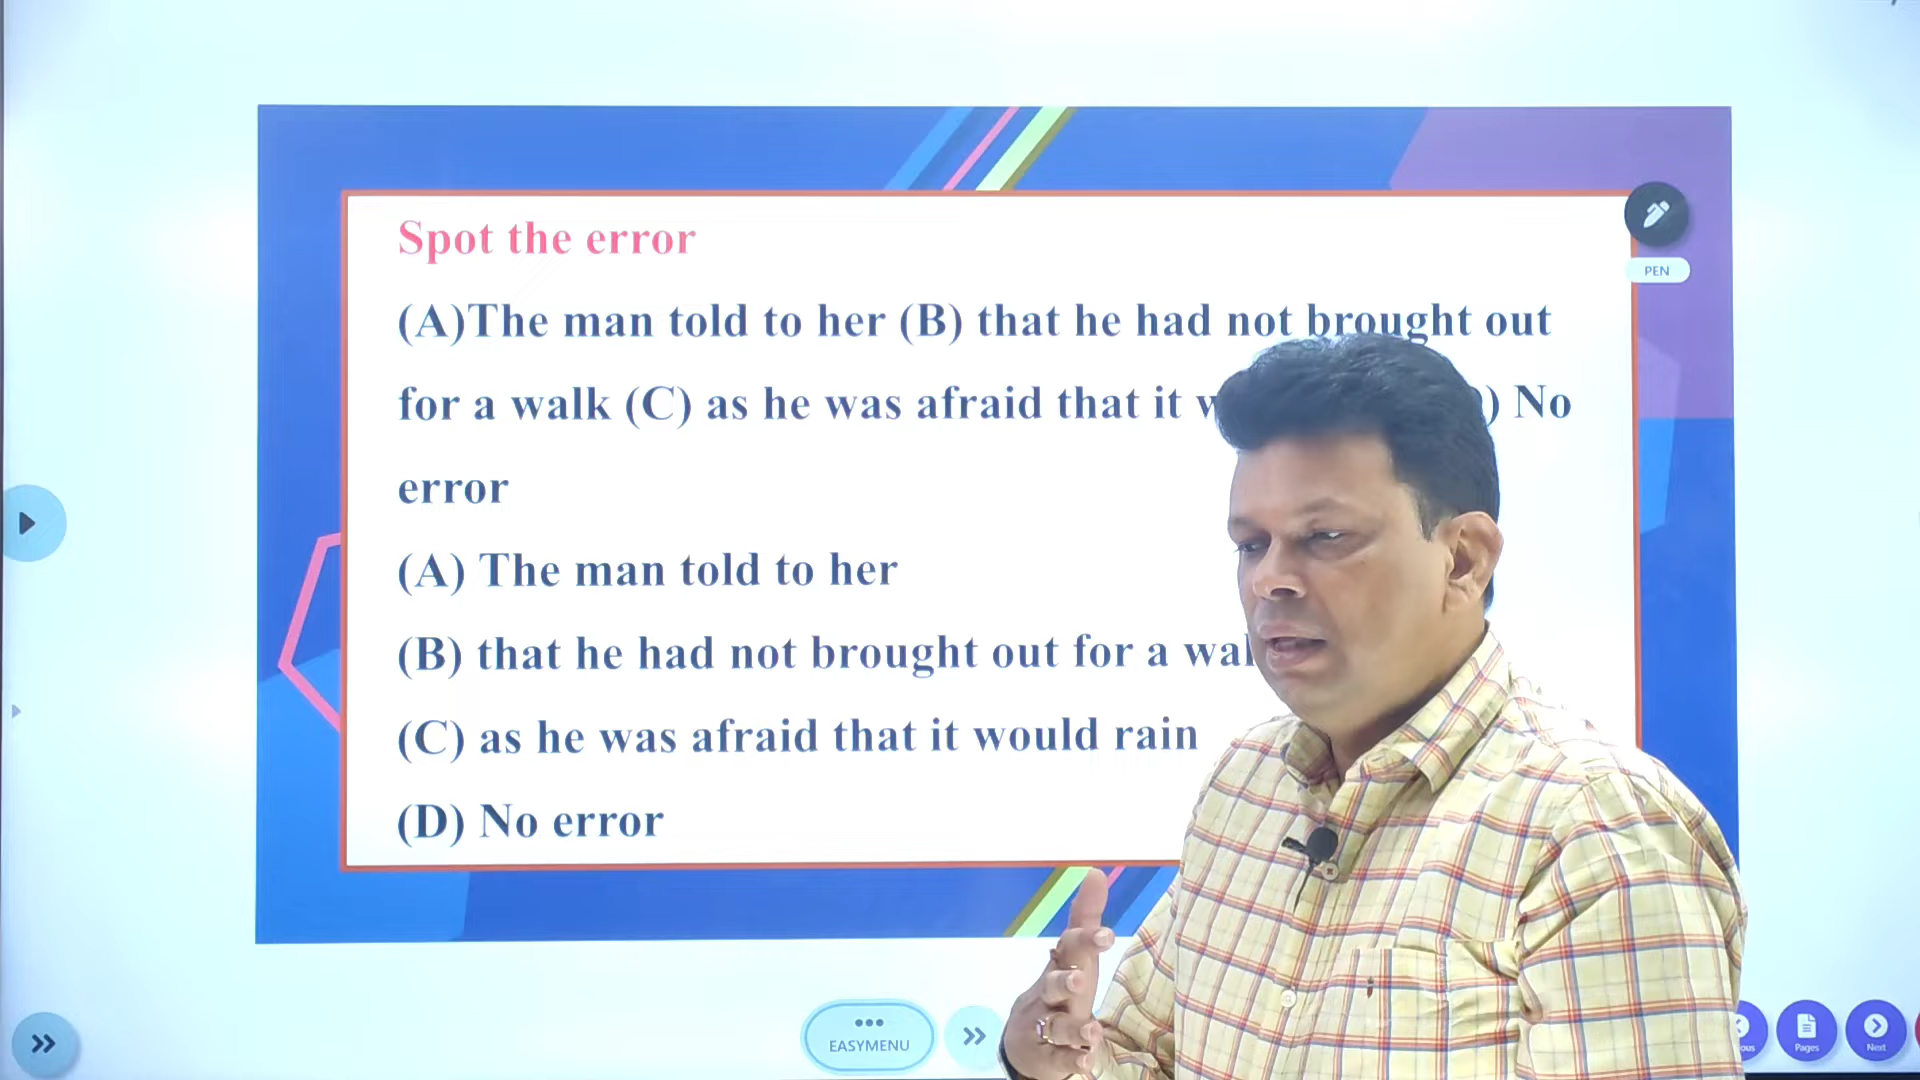 Spot the error
(A)The man told to her (B) that he had not brought out
for a walk (C) as he was afraid that it No
error
(A) The man told to her
(B) that he had not brought out for a
(C) as he was afraid that it would rain
(D) No error
PEN
EASYMENU
Pages
Next